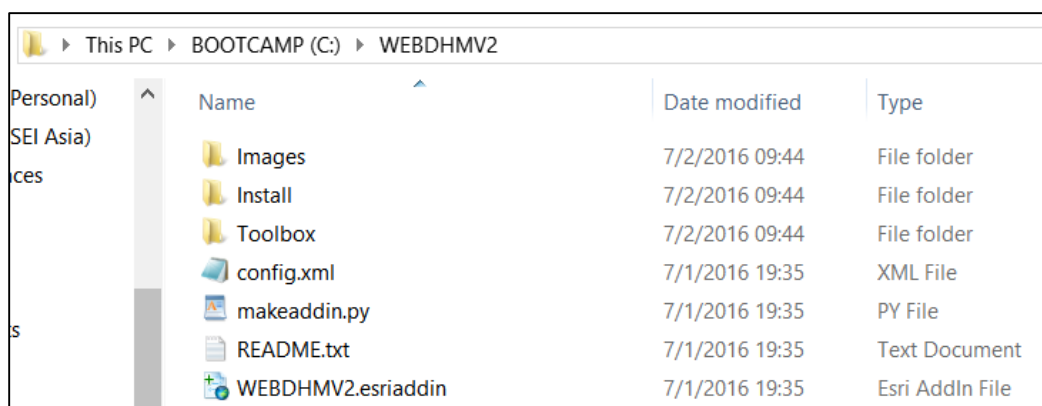 This PC BOOTCAMP (C:) WEBDHMV2
Personal)
SEI Asia)
ces
ts
Name Date modified Type
Images 7/2/2016 09:44 File folder
Install 7/2/2016 09:44 File folder
Toolbox 7/2/2016 09:44 File folder
config.xml 7/1/2016 19:35 XML File
makeaddin.py 7/1/2016 19:35 PY File
README.txt 7/1/2016 19:35 Text Document
WEBDHMV2.esriaddin 7/1/2016 19:35 Esri AddIn File